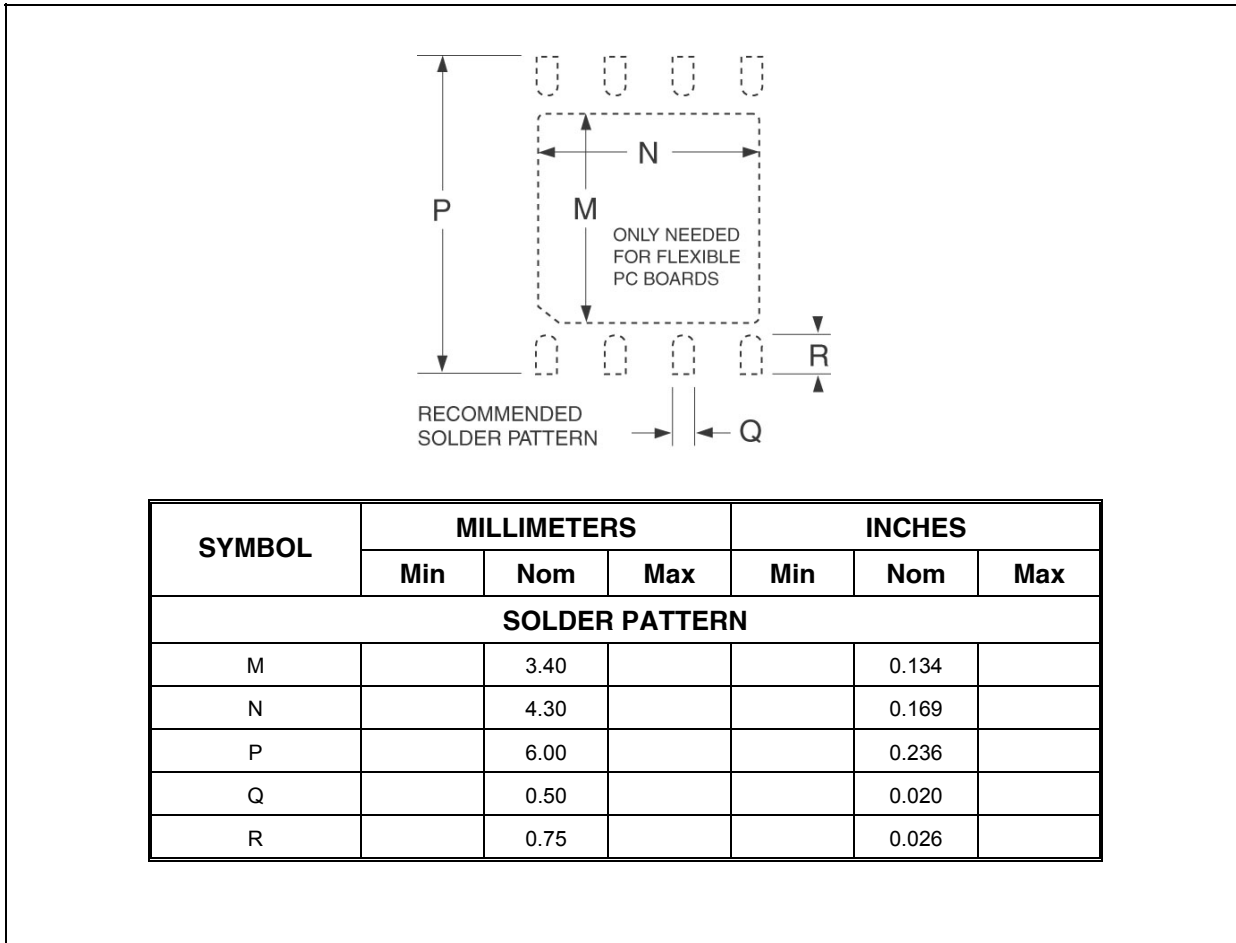 P
N
M
ONLY NEEDED
FOR FLEXIBLE
PC BOARDS
R
RECOMMENDED
SOLDER PATTERN
Q
SYMBOL MILLIMETERS INCHES
Min Nom Max Min Nom Max
SOLDER PATTERN
M 3.40 0.134
N 4.30 0.169
P 6.00 0.236
Q 0.50 0.020
R 0.75 0.026